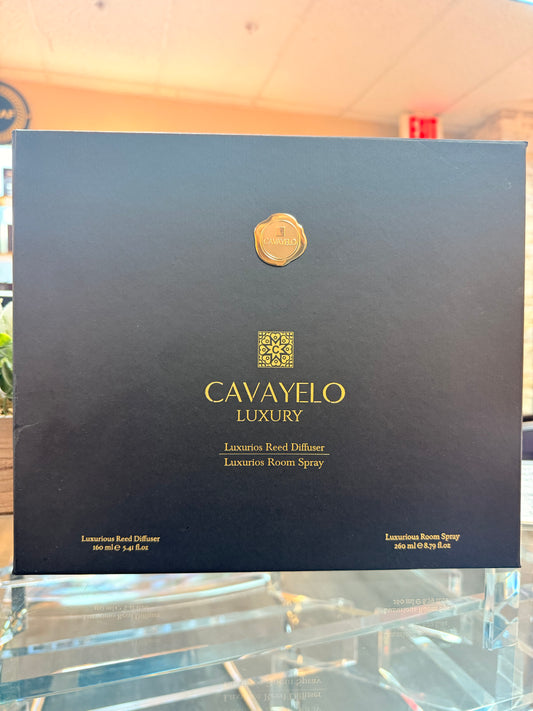 CAVAYELO
CAVAYELO
LUXURY
Luxurios Reed Diffuser
Luxurios Room Spray
Luxurious Reed Diffuser
160 ml ℮ 5.41 fl.oz
Luxurious Room Spray
260 ml ℮ 8.79 fl.oz